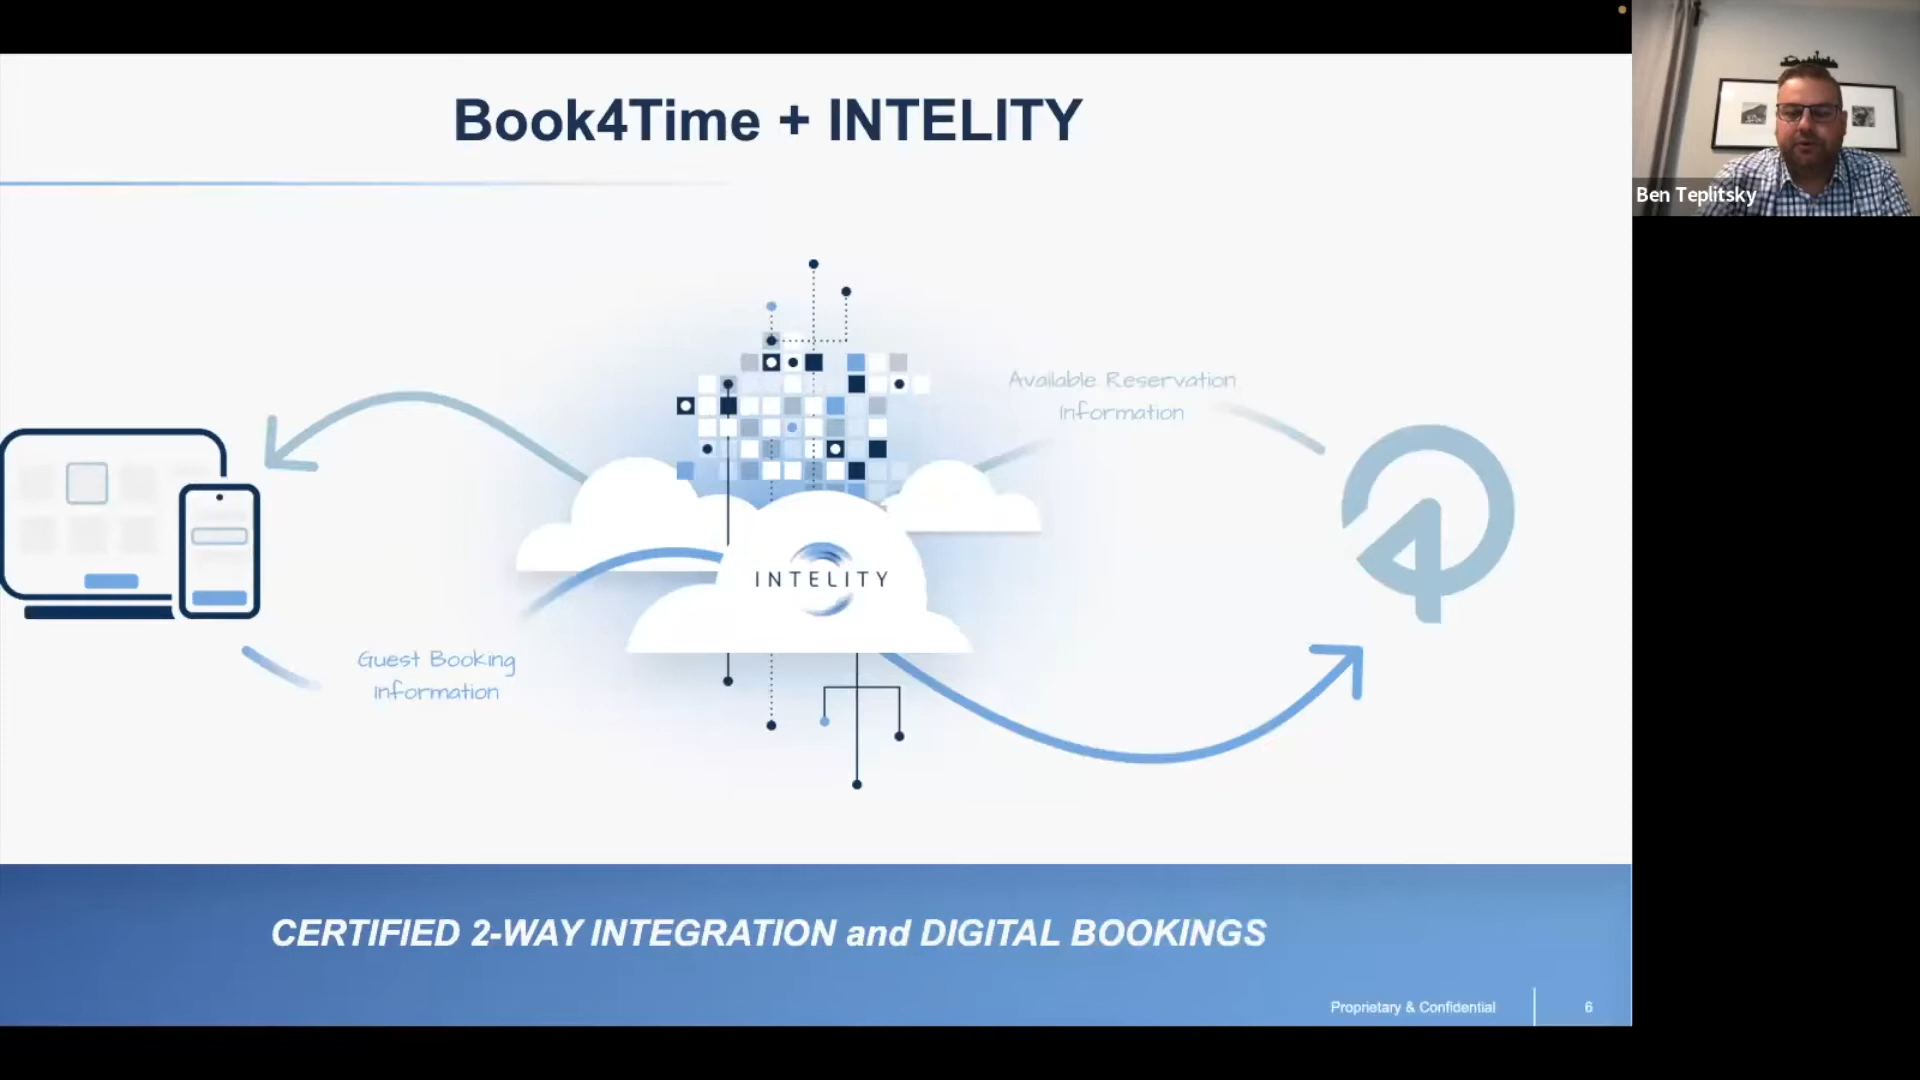 Book4Time + INTELITY
Ben Teplitsky
Available Reservation
Information
INTELITY
4
Guest Booking
Information
CERTIFIED 2-WAY INTEGRATION and DIGITAL BOOKINGS
Proprietary & Confidential
6